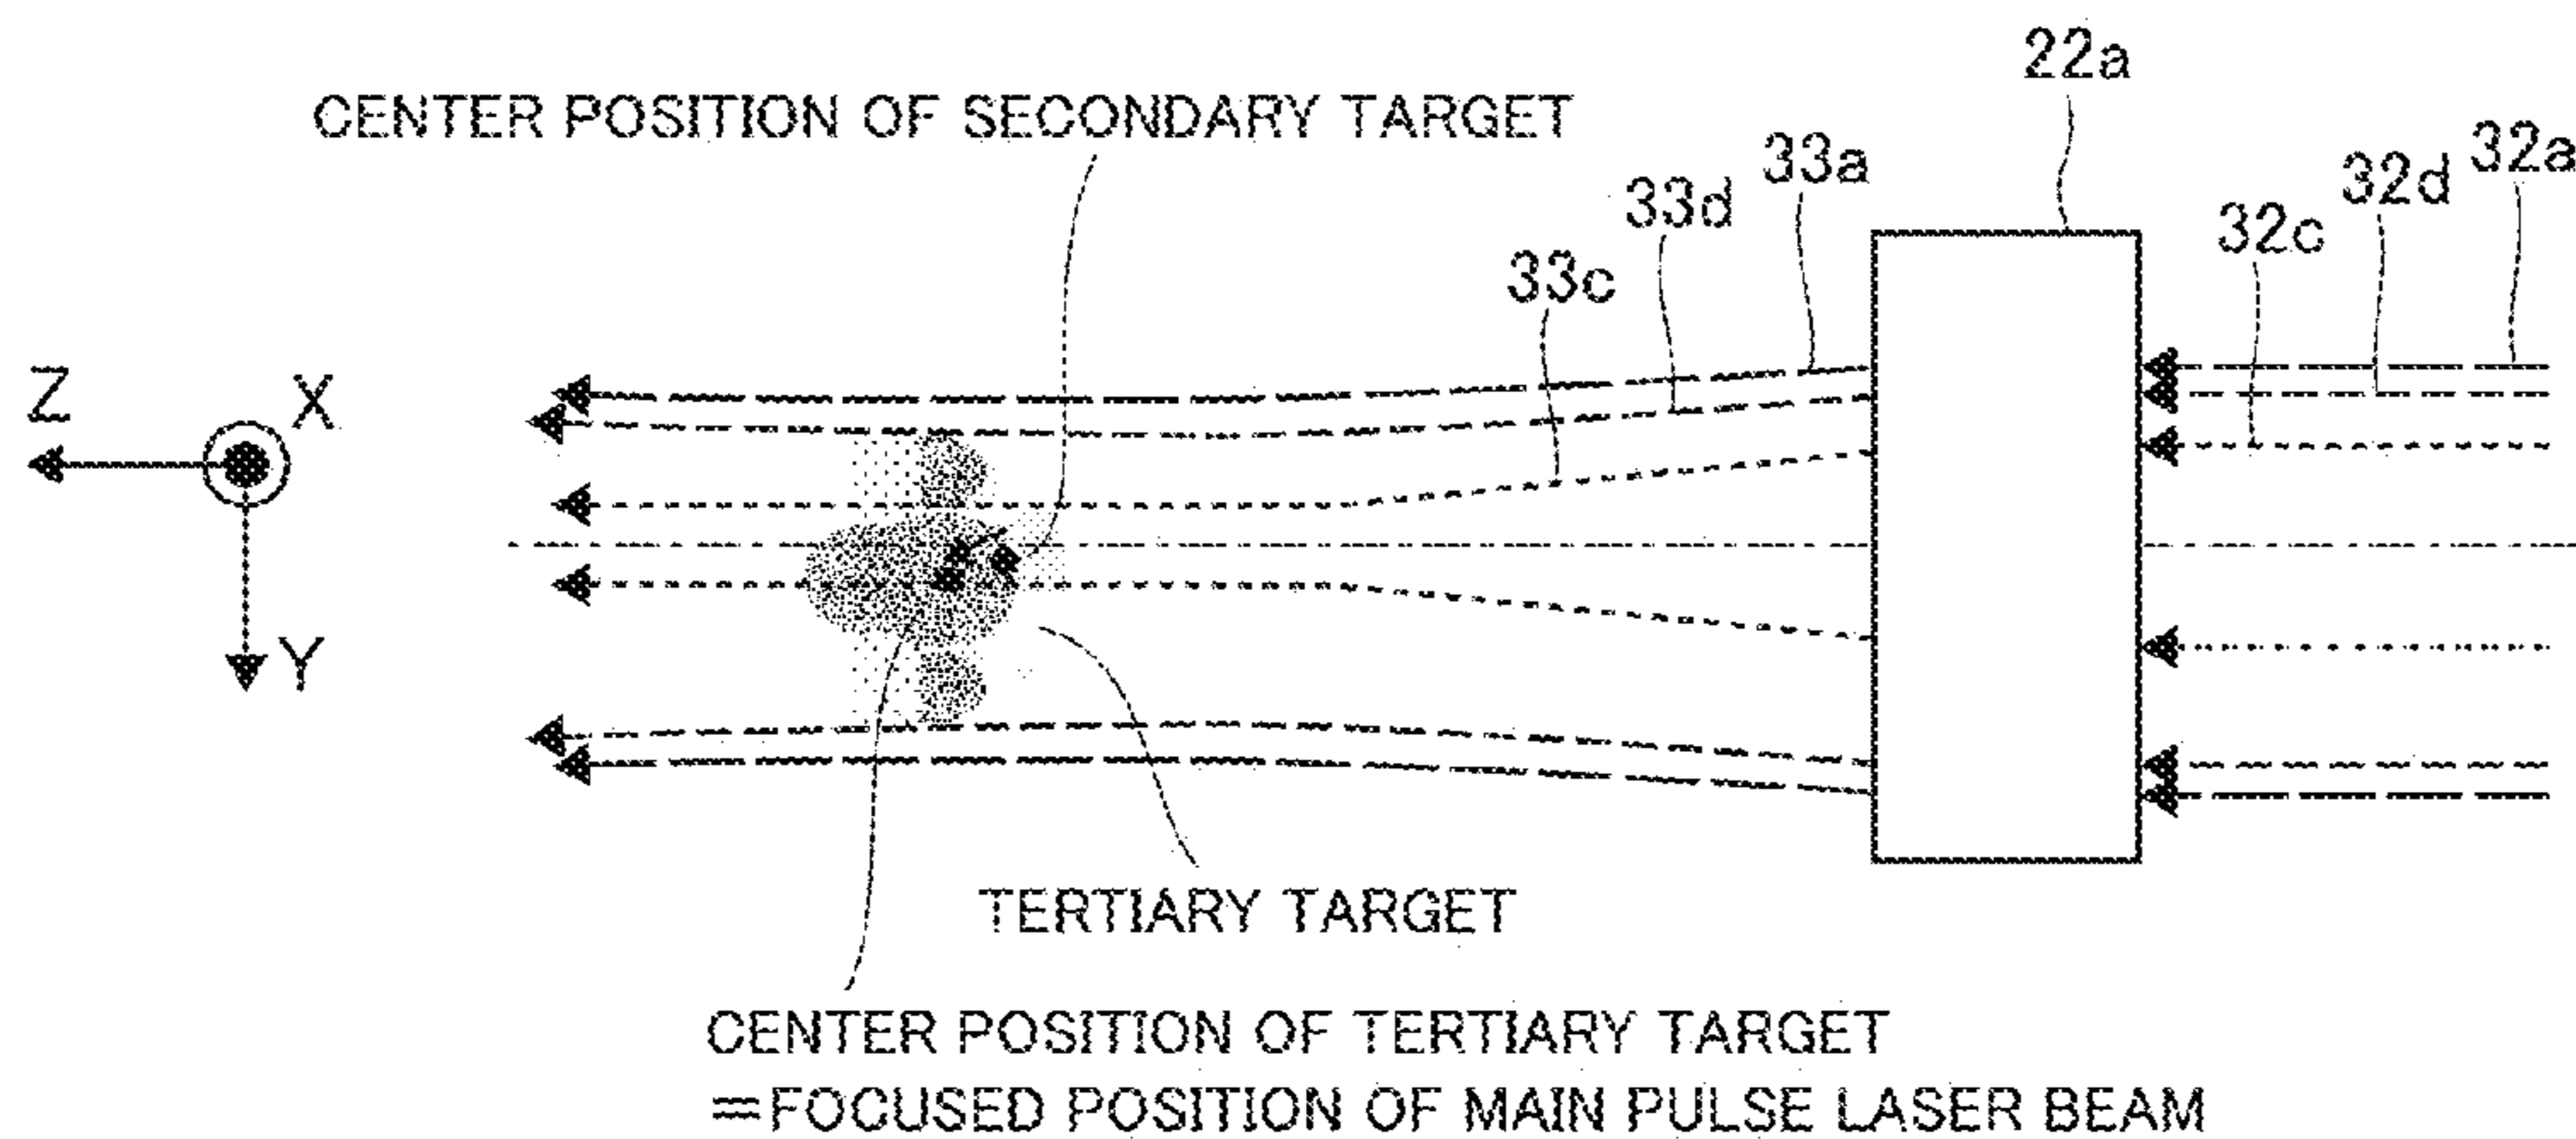 22a
CENTER POSITION OF SECONDARY TARGET
33a
33d
33c
32a
32d
32c
Z
X
Y
TERTIARY TARGET
CENTER POSITION OF TERTIARY TARGET
=FOCUSED POSITION OF MAIN PULSE LASER BEAM